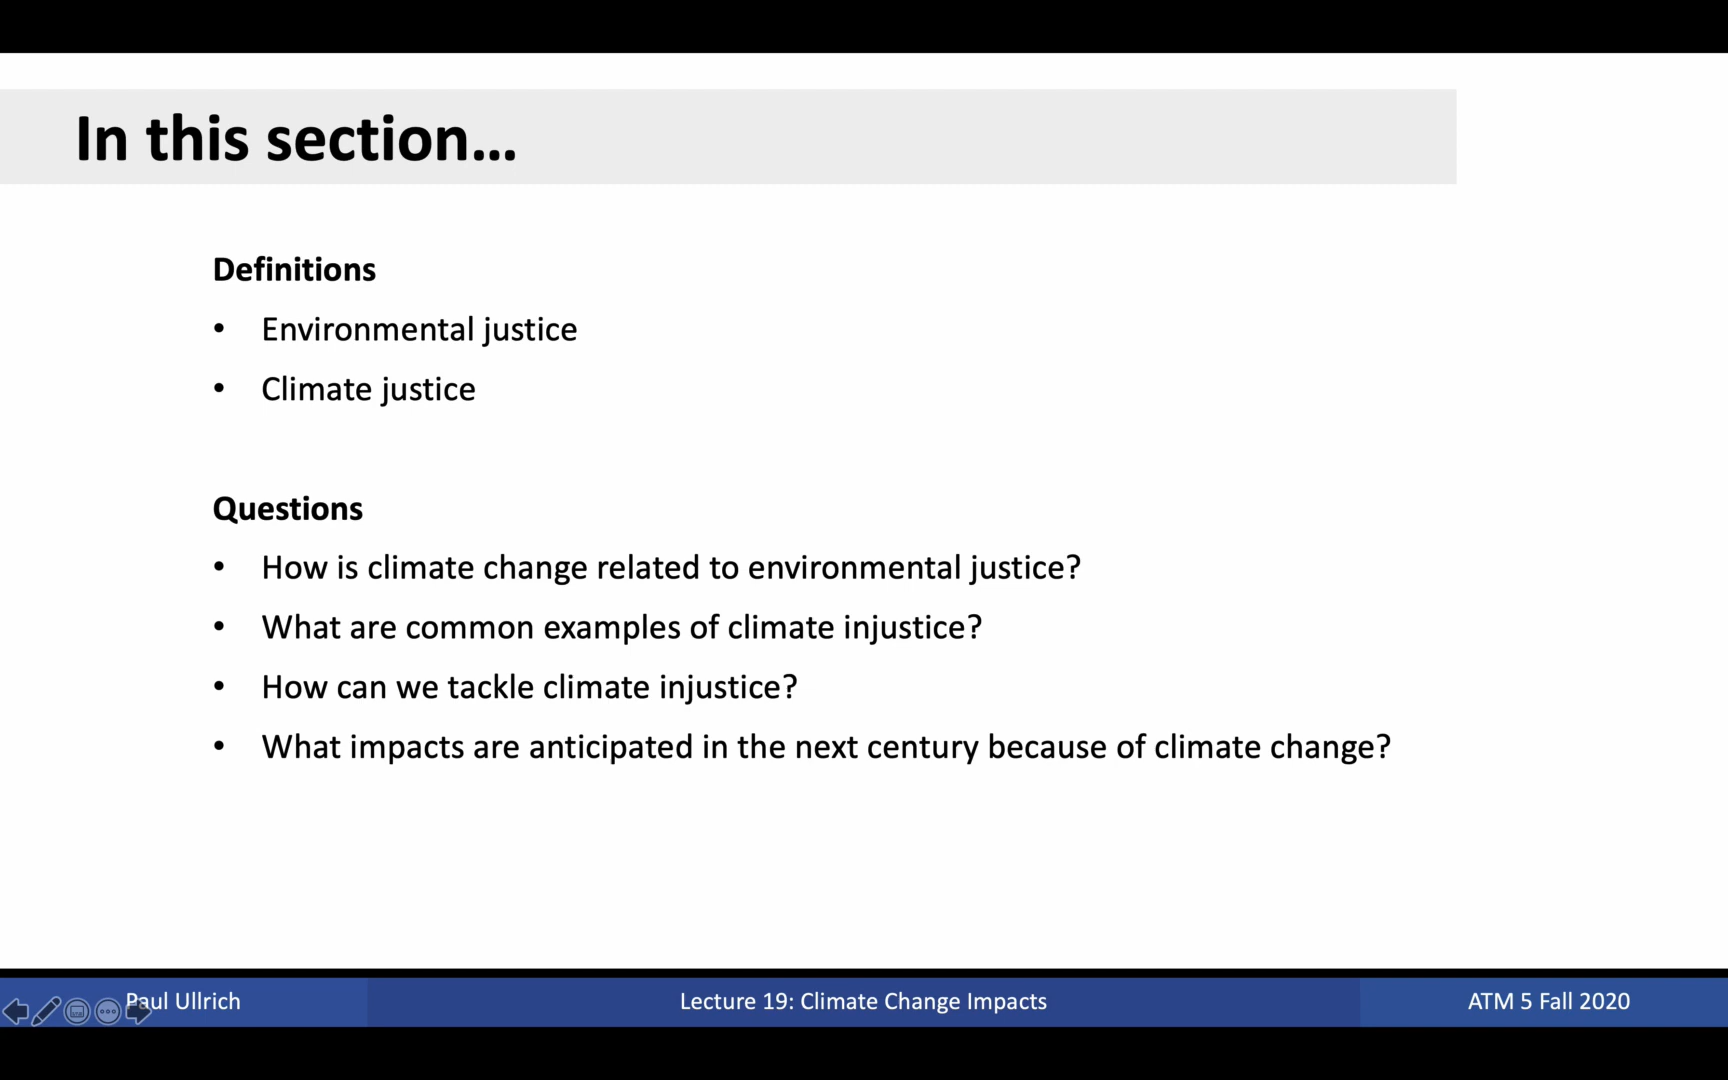 In this section...
Definitions
• Environmental justice
• Climate justice
Questions
• How is climate change related to environmental justice?
• What are common examples of climate injustice?
• How can we tackle climate injustice?
• What impacts are anticipated in the next century because of climate change?
Paul Ullrich
Lecture 19: Climate Change Impacts
ATM 5 Fall 2020